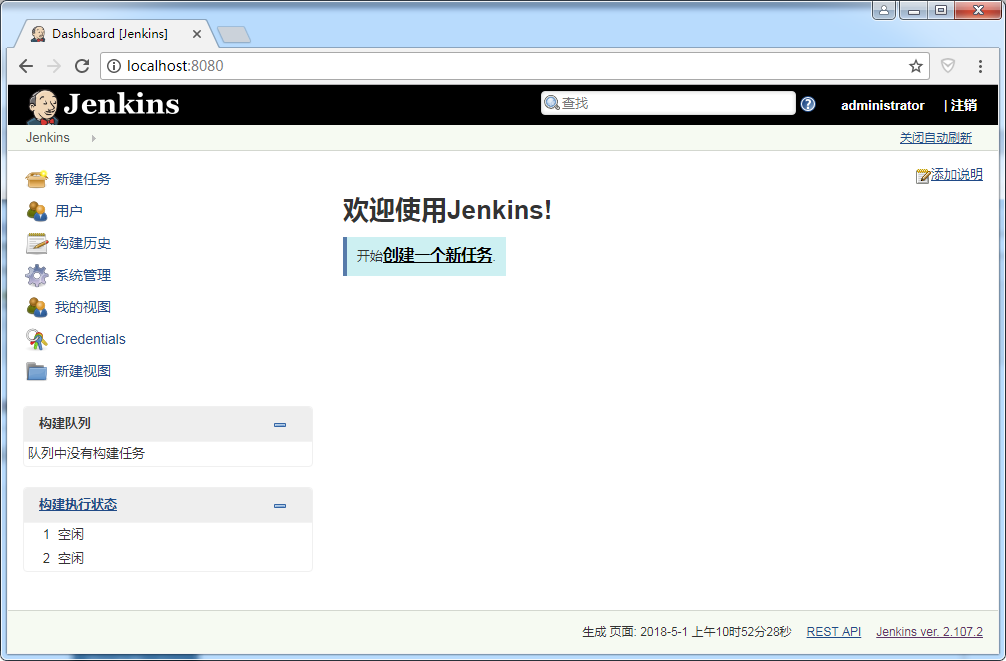 Dashboard [Jenkins]
localhost:8080
Jenkins
查找
administrator
| 注销
Jenkins
关闭自动刷新
新建任务
用户
构建历史
系统管理
我的视图
Credentials
新建视图
构建队列
队列中没有构建任务
构建执行状态
1 空闲
2 空闲
添加说明
欢迎使用Jenkins!
开始创建一个新任务.
生成 页面: 2018-5-1 上午10时52分28秒 REST API Jenkins ver. 2.107.2